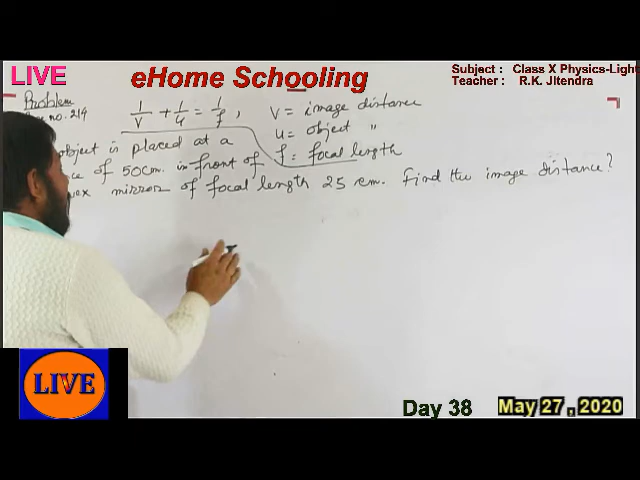 LIVE
eHome Schooling
Subject : Class X Physics-Light
Teacher : R.K. Jitendra
Problem
no. 214
1/v + 1/u = 1/f , v = image distance
u = object "
f = focal length
object is placed at a
of 50cm. in front of
mirror of focal length 25 cm. Find the image distance?
LIVE
Day 38
May 27 , 2020